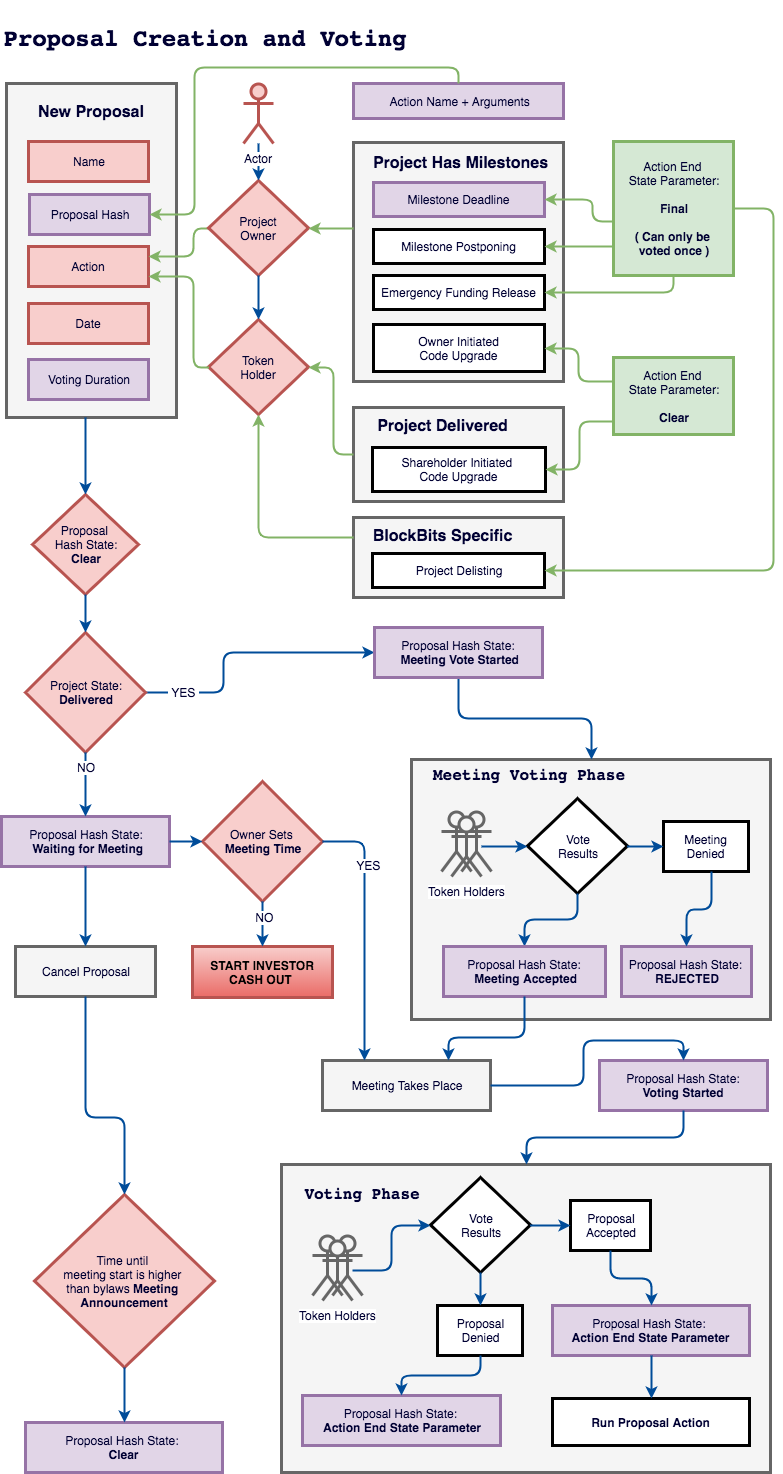 Proposal Creation and Voting
New Proposal
Name
Proposal Hash
Action
Date
Voting Duration
Actor
Project
Owner
Token
Holder
Action Name + Arguments
Project Has Milestones
Milestone Deadline
Milestone Postponing
Emergency Funding Release
Owner Initiated
Code Upgrade
Action End
State Parameter:
Final
( Can only be
voted once )
Action End
State Parameter:
Clear
Project Delivered
Shareholder Initiated
Code Upgrade
BlockBits Specific
Project Delisting
Proposal
Hash State:
Clear
Project State:
Delivered
YES
NO
Proposal Hash State:
Meeting Vote Started
Proposal Hash State:
Waiting for Meeting
Owner Sets
Meeting Time
YES
NO
START INVESTOR
CASH OUT
Cancel Proposal
Meeting Voting Phase
Token Holders
Vote
Results
Meeting
Denied
Proposal Hash State:
Meeting Accepted
Proposal Hash State:
REJECTED
Meeting Takes Place
Proposal Hash State:
Voting Started
Time until
meeting start is higher
than bylaws Meeting
Announcement
Proposal Hash State:
Clear
Voting Phase
Token Holders
Vote
Results
Proposal
Accepted
Proposal
Denied
Proposal Hash State:
Action End State Parameter
Proposal Hash State:
Action End State Parameter
Run Proposal Action